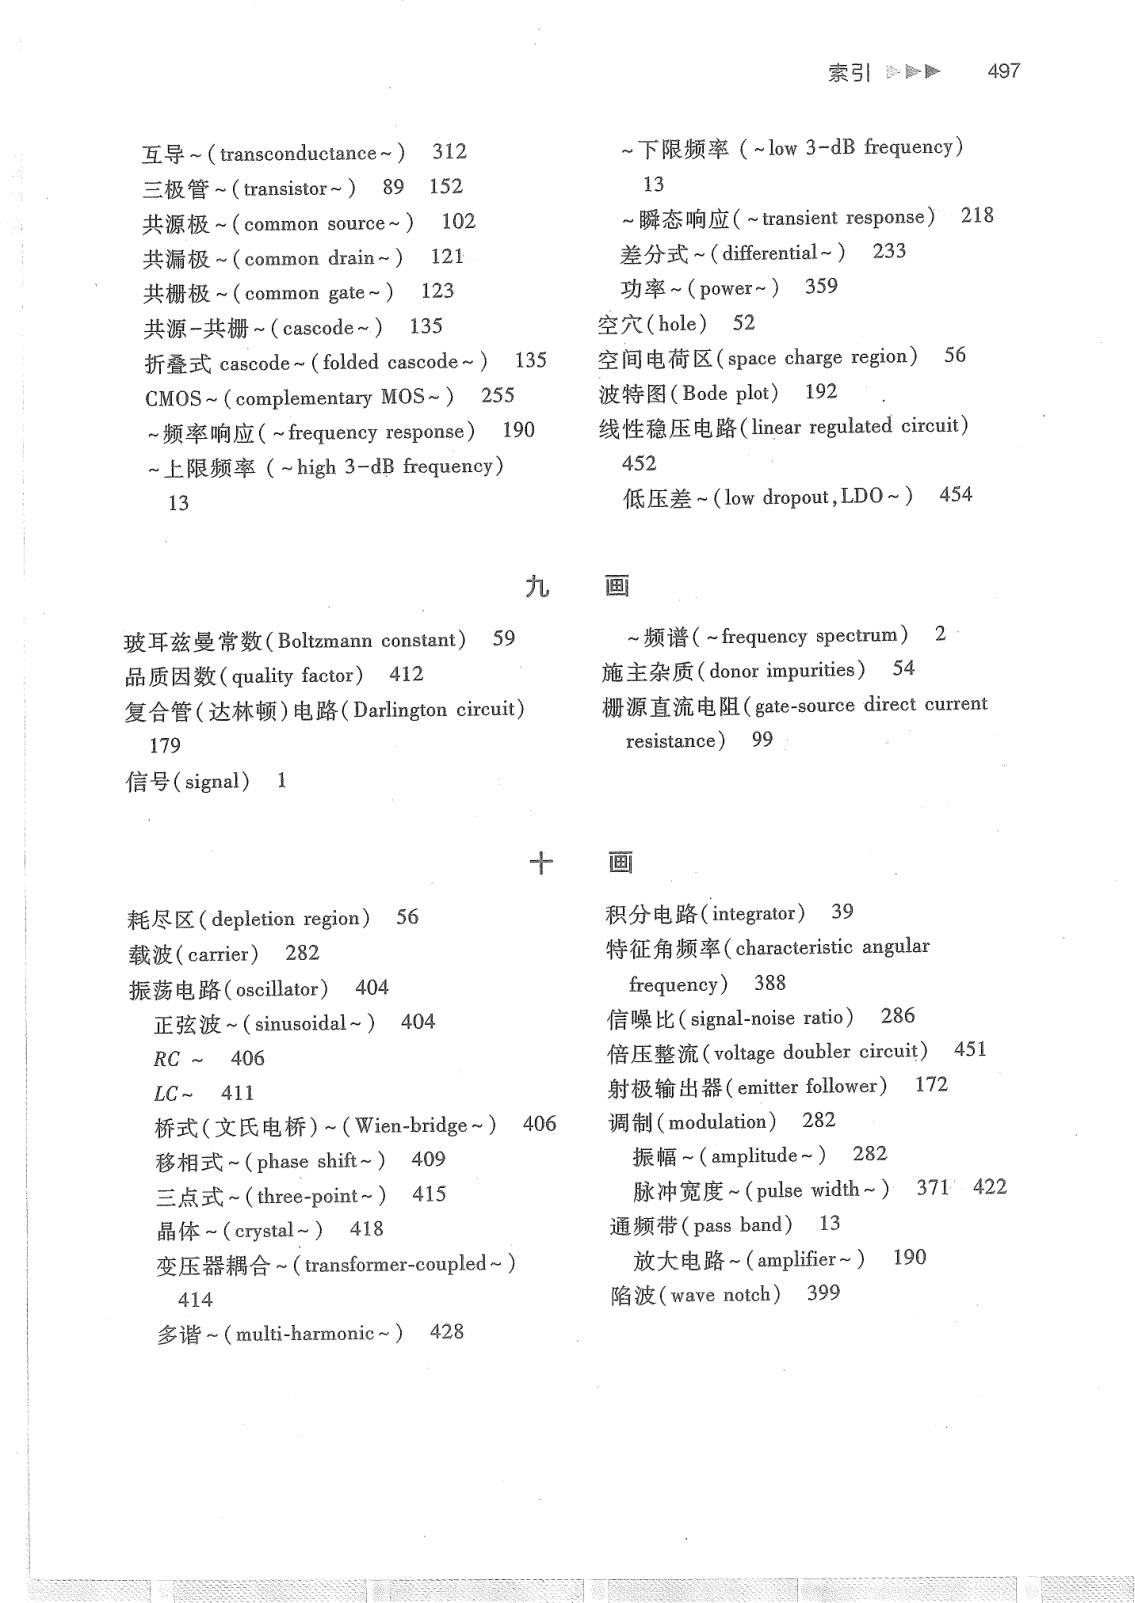 索引 497
互导~(transconductance~) 312
三极管~(transistor~) 89 152
共源极~(common source~) 102
共漏极~(common drain~) 121
共栅极~(common gate~) 123
共源-共栅~(cascode~) 135
折叠式 cascode~(folded cascode~) 135
CMOS~(complementary MOS~) 255
~频率响应(~frequency response) 190
~上限频率 (~high 3-dB frequency)
13
~下限频率 (~low 3-dB frequency)
13
~瞬态响应(~transient response) 218
差分式~(differential~) 233
功率~(power~) 359
空穴(hole) 52
空间电荷区(space charge region) 56
波特图(Bode plot) 192
线性稳压电路(linear regulated circuit)
452
低压差~(low dropout,LDO~) 454
九 画
玻耳兹曼常数(Boltzmann constant) 59
品质因数(quality factor) 412
复合管(达林顿)电路(Darlington circuit)
179
信号(signal) 1
~频谱(~frequency spectrum) 2
施主杂质(donor impurities) 54
栅源直流电阻(gate-source direct current
resistance) 99
十 画
耗尽区(depletion region) 56
载波(carrier) 282
振荡电路(oscillator) 404
正弦波~(sinusoidal~) 404
RC ~ 406
LC~ 411
桥式(文氏电桥)~(Wien-bridge~) 406
移相式~(phase shift~) 409
三点式~(three-point~) 415
晶体~(crystal~) 418
变压器耦合~(transformer-coupled~)
414
多谐~(multi-harmonic~) 428
积分电路(integrator) 39
特征角频率(characteristic angular
frequency) 388
信噪比(signal-noise ratio) 286
倍压整流(voltage doubler circuit) 451
射极输出器(emitter follower) 172
调制(modulation) 282
振幅~(amplitude~) 282
脉冲宽度~(pulse width~) 371 422
通频带(pass band) 13
放大电路~(amplifier~) 190
陷波(wave notch) 399